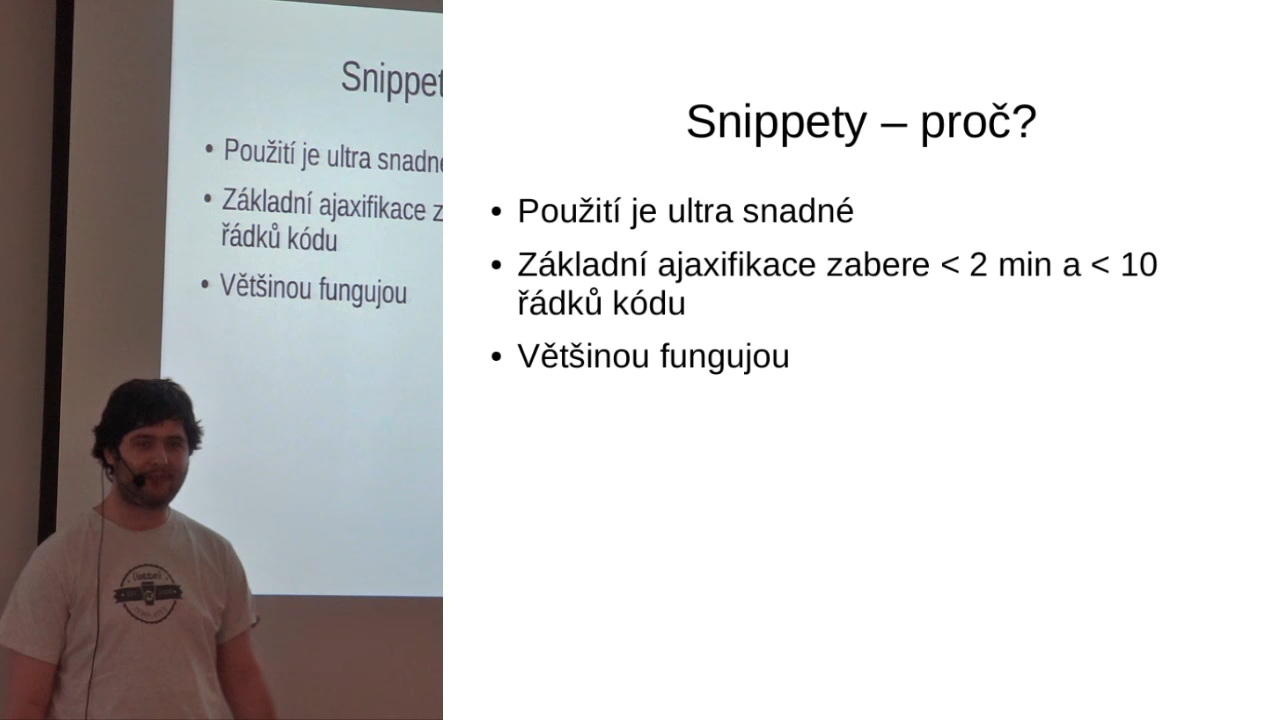 Snippet
• Použití je ultra snadné
• Základní ajaxifikace z
řádků kódu
• Většinou fungujou
Snippety – proč?
• Použití je ultra snadné
• Základní ajaxifikace zabere < 2 min a < 10
řádků kódu
• Většinou fungujou